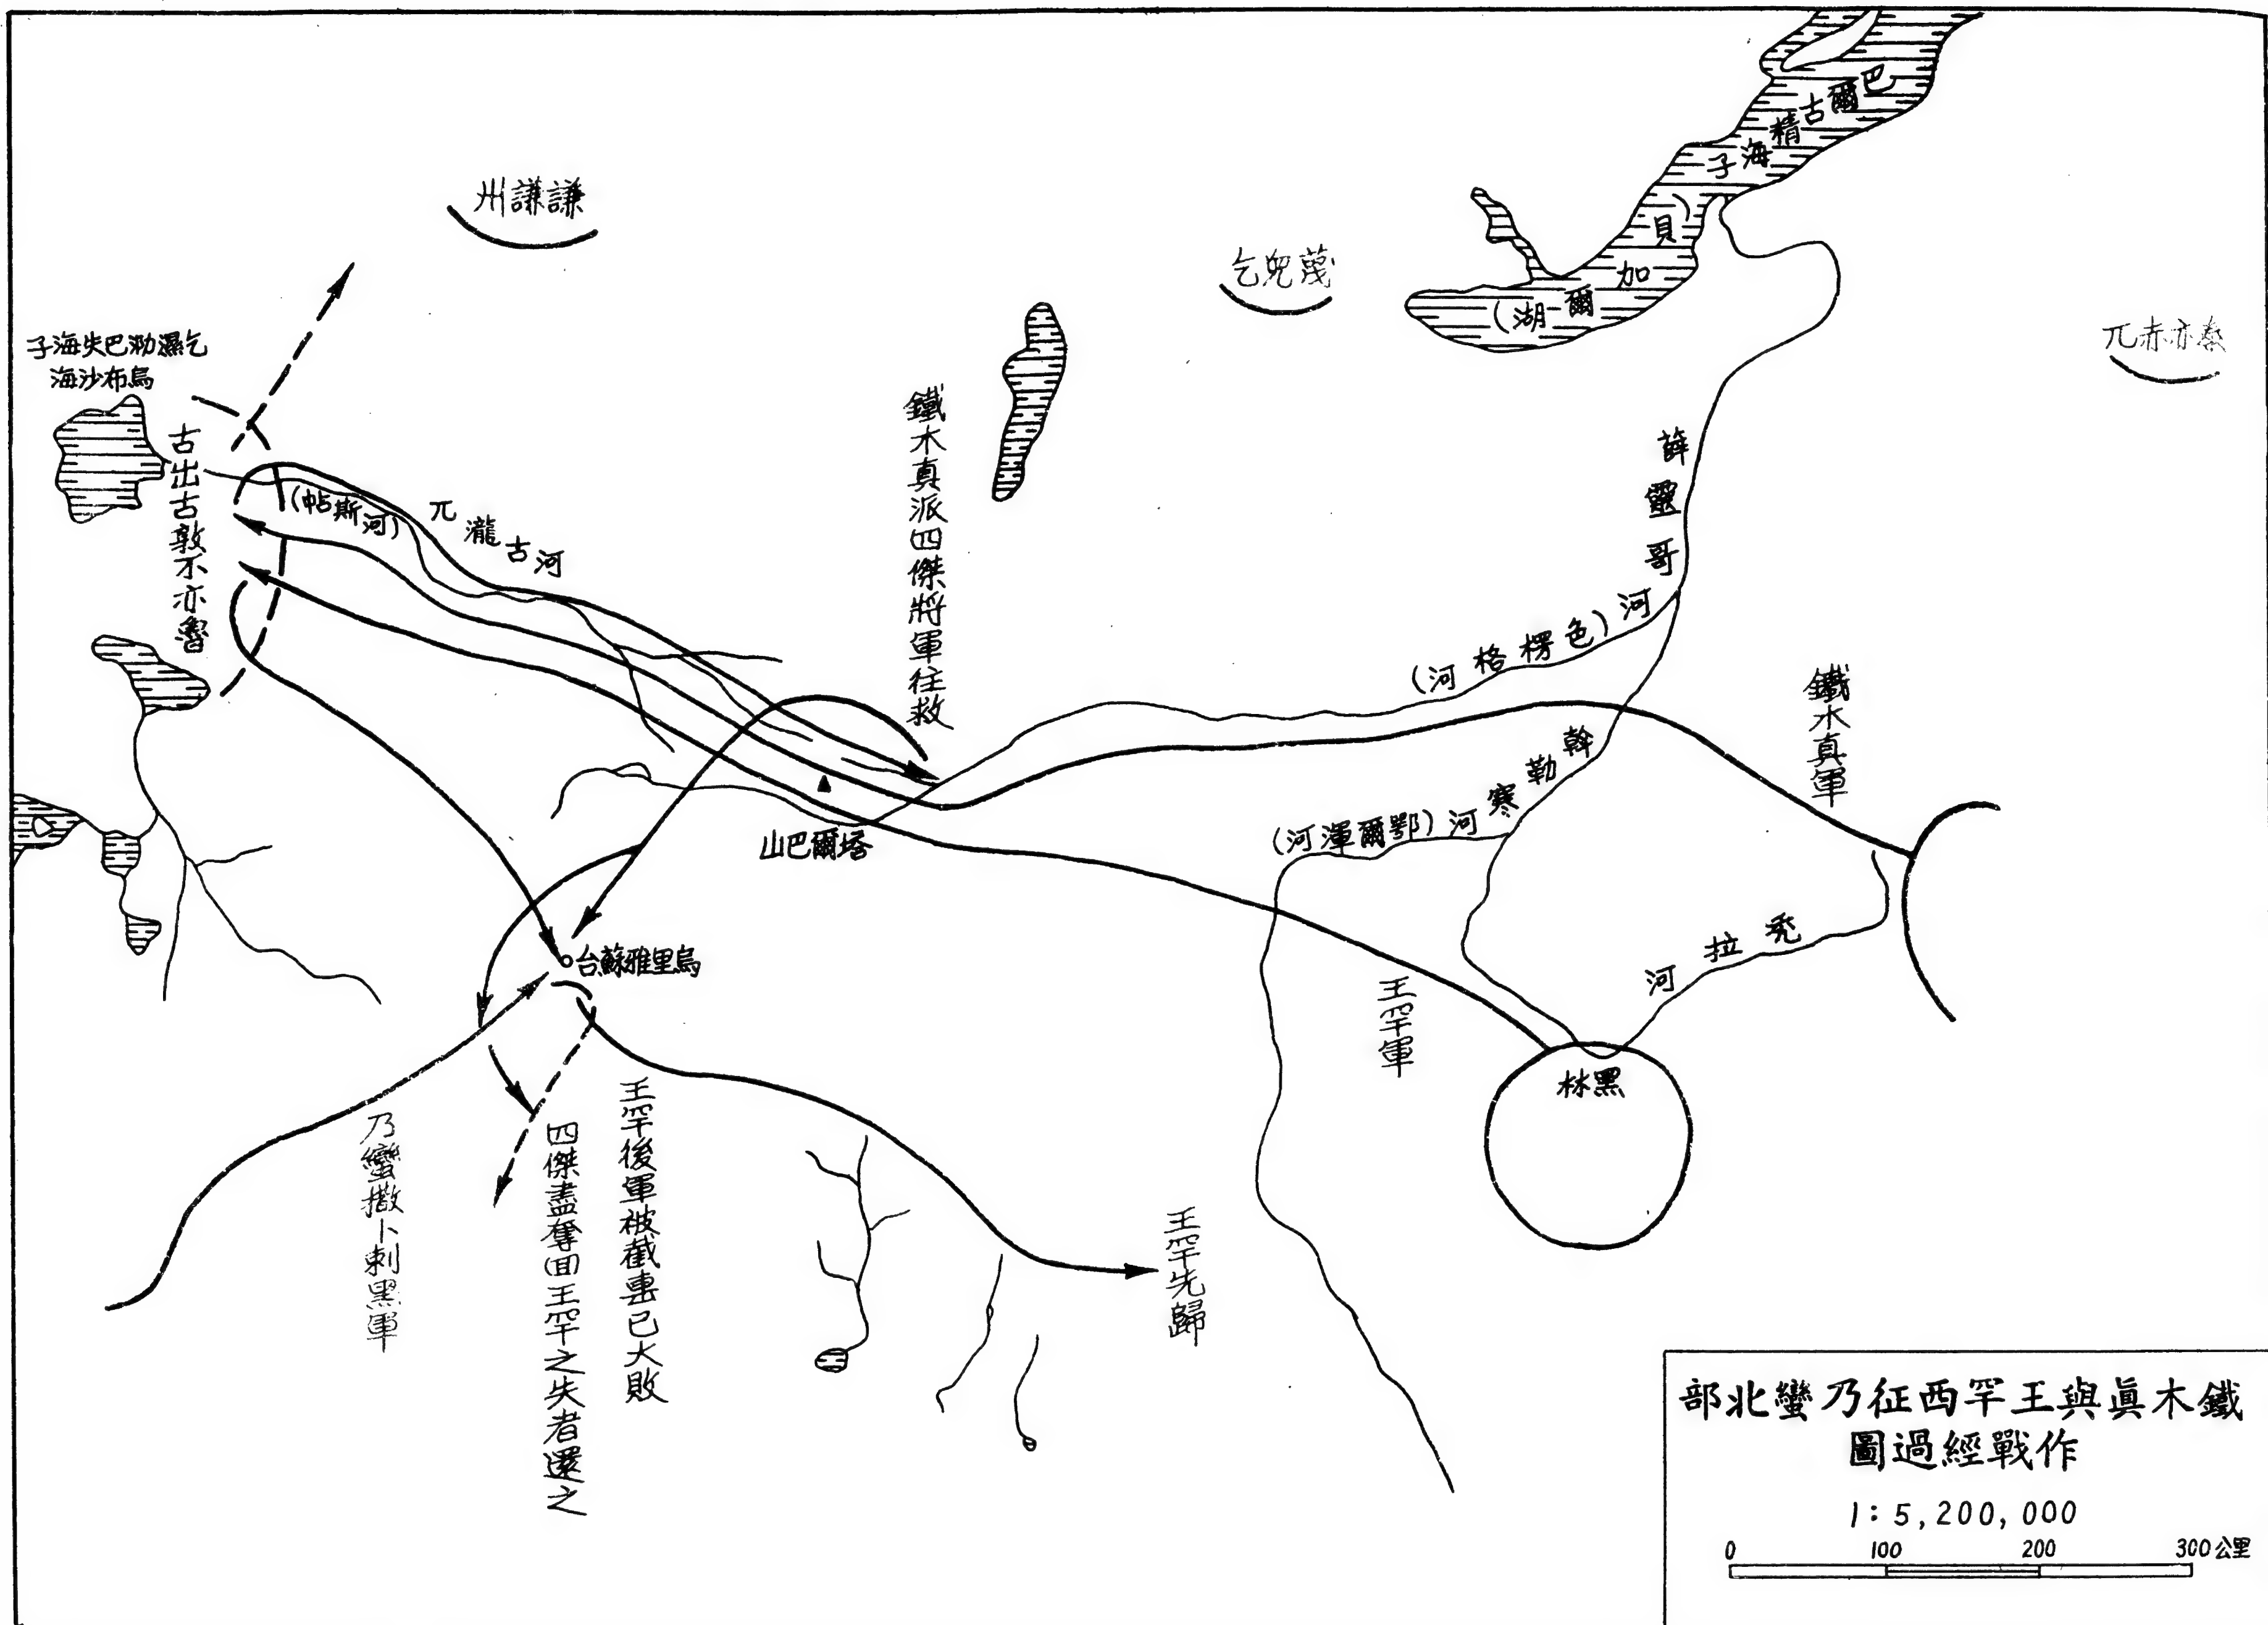 鐵木眞與王罕西征乃蠻北部
作戰經過圖
1:5,200,000
0 100 200 300公里
巴爾古精海子
(貝加爾湖)
謙謙州
蔑兒乞
泰亦赤兀
乞濕泐巴失海子
烏布沙海
古出古敦不亦魯
(帖斯河)
兀瀧古河
鐵木真派四傑將軍往救
薛靈哥河(色楞格河)
鐵木真軍
斡勒寒河(鄂爾渾河)
塔爾巴山
禿拉河
烏里雅蘇台
王罕軍
黑林
王罕後軍被截擊已大敗
四傑盡奪回王罕之失者還之
乃蠻撒卜剌黑軍
王罕先歸